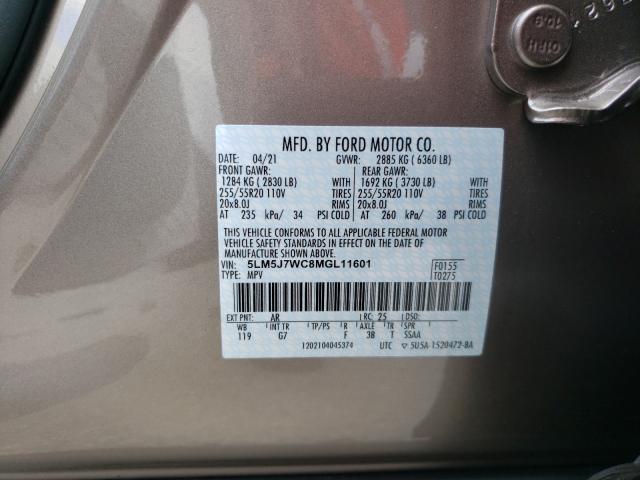 10.9
MFD. BY FORD MOTOR CO.
DATE: 04/21 GVWR: 2885 KG ( 6360 LB)
FRONT GAWR: REAR GAWR:
1284 KG ( 2830 LB) WITH 1692 KG ( 3730 LB) WITH
255/55R20 110V TIRES 255/55R20 110V TIRES
20x8.0J RIMS 20x8.0J RIMS
AT 235 kPa/ 34 PSI COLD AT 260 kPa/ 38 PSI COLD
THIS VEHICLE CONFORMS TO ALL APPLICABLE FEDERAL MOTOR
VEHICLE SAFETY STANDARDS IN EFFECT ON THE DATE OF
MANUFACTURE SHOWN ABOVE.
VIN: 5LM5J7WC8MGL11601 F0155
TYPE: MPV T0275
EXT PNT: AR RC: 25 DSO:
WB INT TR TP/PS R AXLE TR SPR
119 G7 F 38 T SSAA
1202104045374 UTC 5U5A-1520472-BA